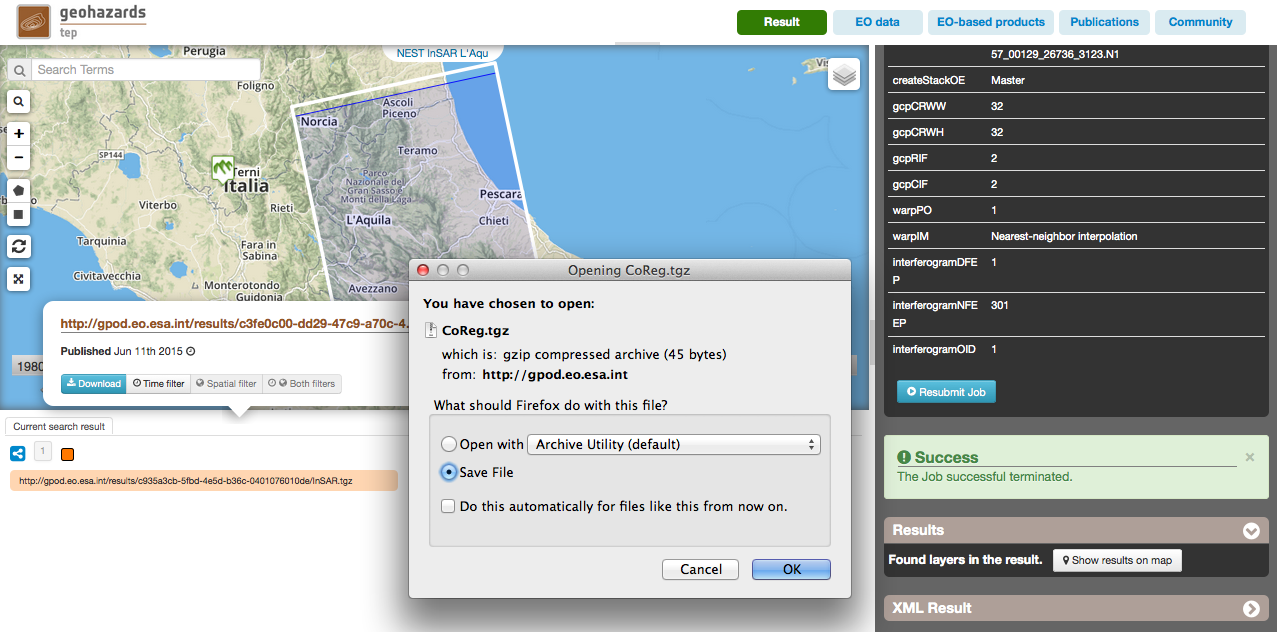 geohazards
tep
Result
EO data
EO-based products
Publications
Community
Perugia
NEST InSAR L'Aqu
Search Terms
Foligno
Ascoli
Piceno
Norcia
SP144
Teramo
Terni
Italia
Parco
Nazionale del
Gran Sasso e
Monti della Laga
Pescara
Viterbo
Rieti
L'Aquila
Chieti
Tarquinia
Fara in
Sabina
Civitavecchia
Monterotondo
Guidonia
Avezzano
+
−
Vis
http://gpod.eo.esa.int/results/c3fe0c00-dd29-47c9-a70c-4.
Published Jun 11th 2015
1980
Download
Time filter
Spatial filter
Both filters
Current search result
1
http://gpod.eo.esa.int/results/c935a3cb-5fbd-4e5d-b36c-0401076010de/InSAR.tgz
Opening CoReg.tgz
You have chosen to open:
CoReg.tgz
which is: gzip compressed archive (45 bytes)
from: http://gpod.eo.esa.int
What should Firefox do with this file?
Open with
Archive Utility (default)
Save File
Do this automatically for files like this from now on.
Cancel
OK
57_00129_26736_3123.N1
createStackOE Master
gcpCRWW 32
gcpCRWH 32
gcpRIF 2
gcpCIF 2
warpPO 1
warpIM Nearest-neighbor interpolation
interferogramDFE 1
P
interferogramNFE 301
EP
interferogramOID 1
Resubmit Job
Success
×
The Job successful terminated.
Results
Found layers in the result.
Show results on map
XML Result